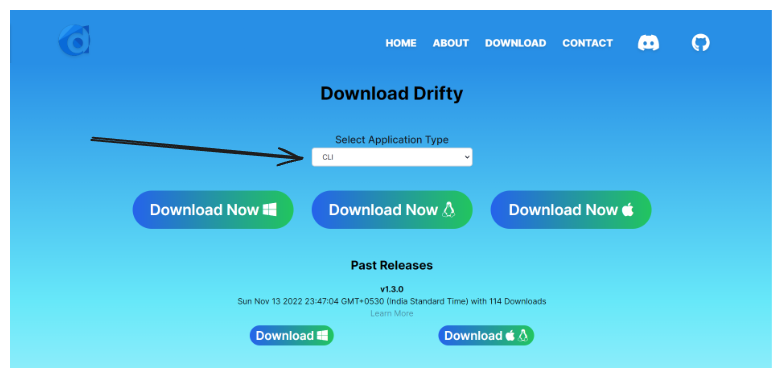 HOME ABOUT DOWNLOAD CONTACT
Download Drifty
Select Application Type
CLI
Download Now Download Now Download Now
Past Releases
v1.3.0
Sun Nov 13 2022 23:47:04 GMT+0530 (India Standard Time) with 114 Downloads
Learn More
Download Download